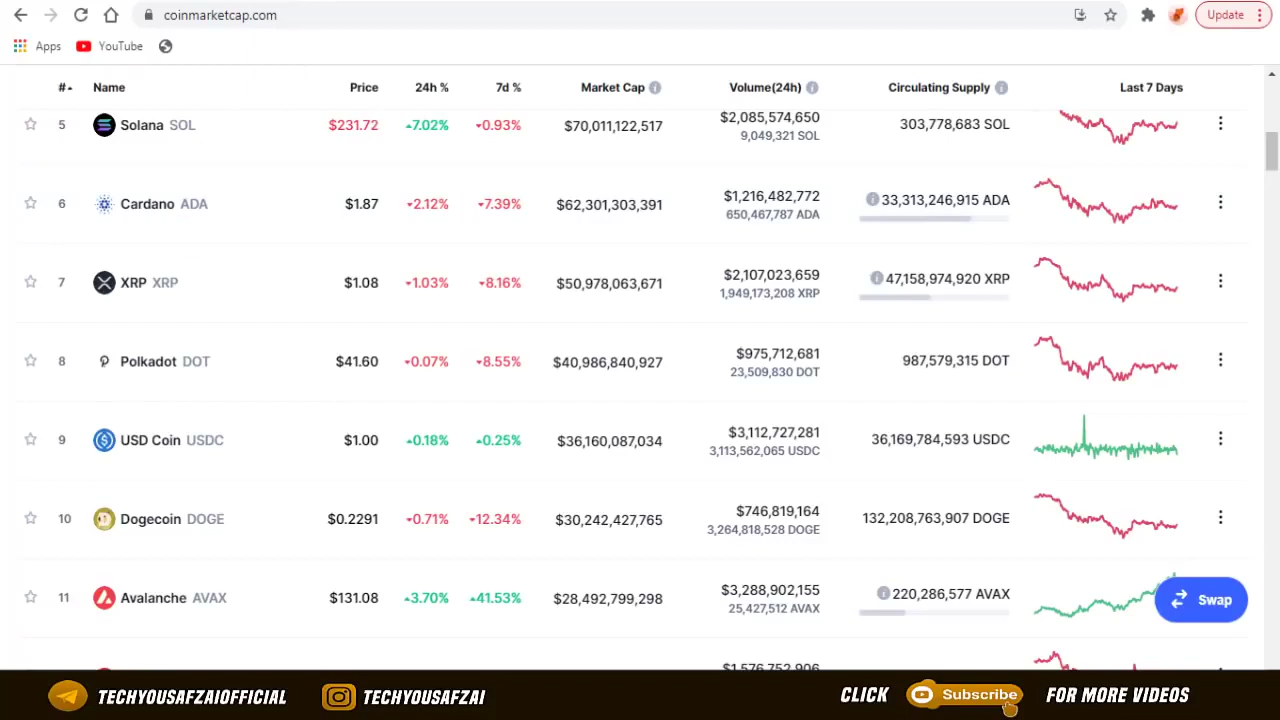 coinmarketcap.com
Update
Apps YouTube
# Name Price 24h % 7d % Market Cap Volume(24h) Circulating Supply Last 7 Days
5 Solana SOL $231.72 7.02% 0.93% $70,011,122,517 $2,085,574,650 303,778,683 SOL
9,049,321 SOL
6 Cardano ADA $1.87 2.12% 7.39% $62,301,303,391 $1,216,482,772 33,313,246,915 ADA
650,467,787 ADA
7 XRP XRP $1.08 1.03% 8.16% $50,978,063,671 $2,107,023,659 47,158,974,920 XRP
1,949,173,208 XRP
8 Polkadot DOT $41.60 0.07% 8.55% $40,986,840,927 $975,712,681 987,579,315 DOT
23,509,830 DOT
9 USD Coin USDC $1.00 0.18% 0.25% $36,160,087,034 $3,112,727,281 36,169,784,593 USDC
3,113,562,065 USDC
10 Dogecoin DOGE $0.2291 0.71% 12.34% $30,242,427,765 $746,819,164 132,208,763,907 DOGE
3,264,818,528 DOGE
11 Avalanche AVAX $131.08 3.70% 41.53% $28,492,799,298 $3,288,902,155 220,286,577 AVAX
25,427,512 AVAX
Swap
$1,576,752,906
TECHYOUSAFZAIOFFICIAL TECHYOUSAFZAI CLICK Subscribe FOR MORE VIDEOS